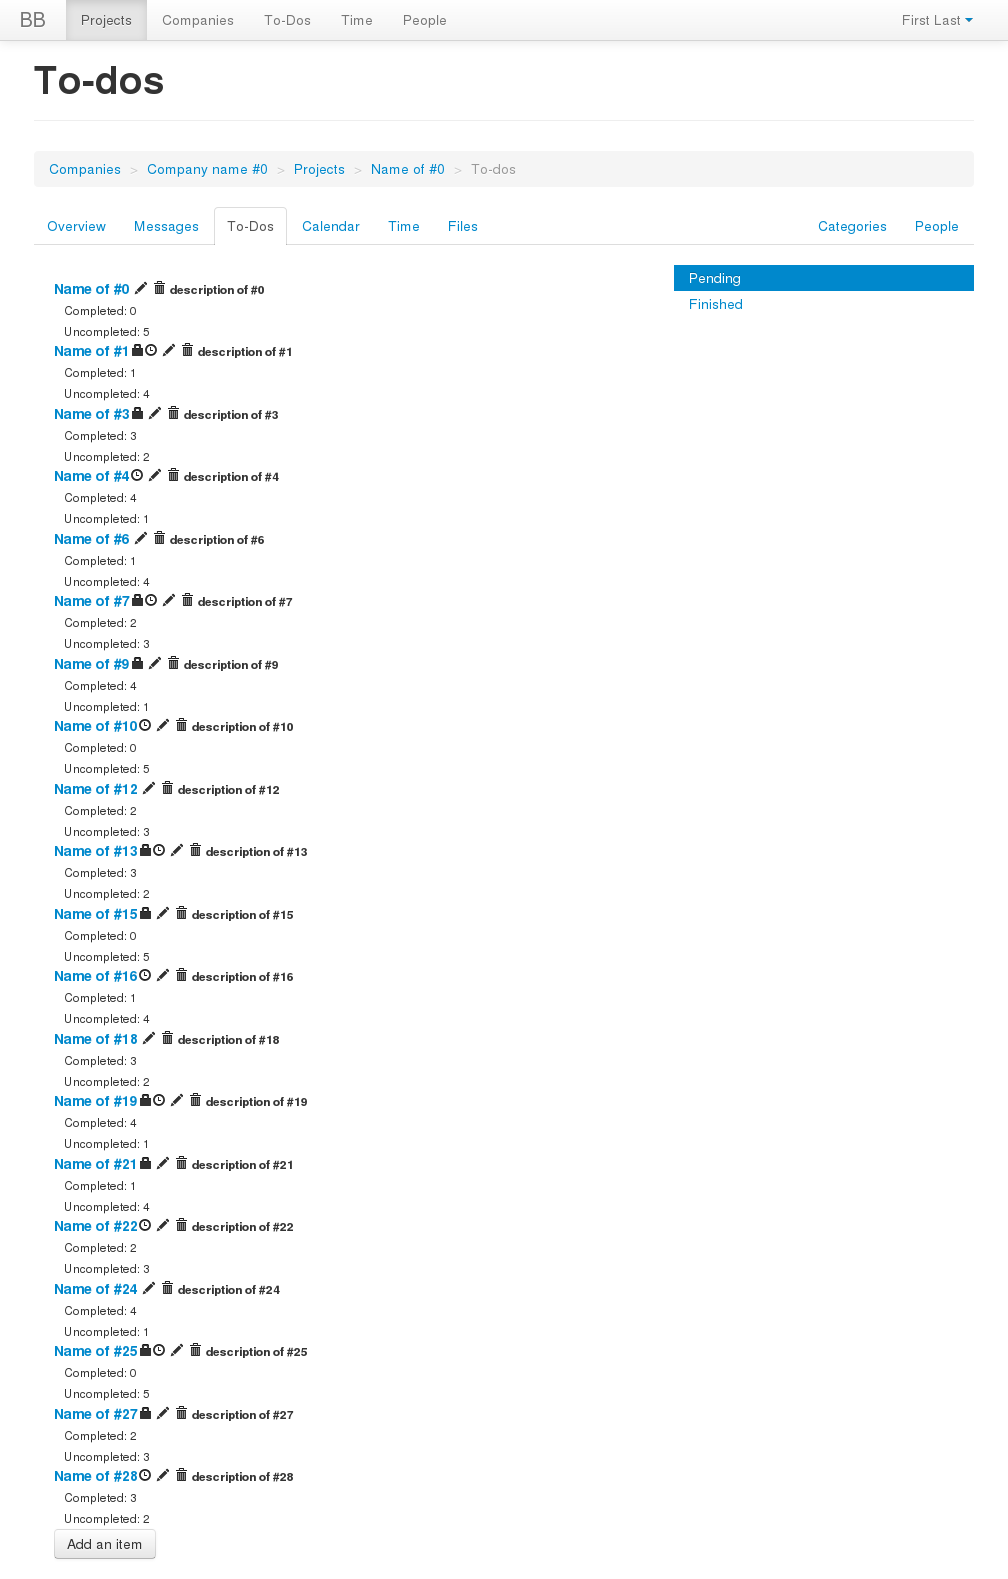 BB Projects Companies To-Dos Time People First Last
To-dos
Companies > Company name #0 > Projects > Name of #0 > To-dos
Overview Messages To-Dos Calendar Time Files Categories People
Pending
Finished
Name of #0 description of #0
Completed: 0
Uncompleted: 5
Name of #1 description of #1
Completed: 1
Uncompleted: 4
Name of #3 description of #3
Completed: 3
Uncompleted: 2
Name of #4 description of #4
Completed: 4
Uncompleted: 1
Name of #6 description of #6
Completed: 1
Uncompleted: 4
Name of #7 description of #7
Completed: 2
Uncompleted: 3
Name of #9 description of #9
Completed: 4
Uncompleted: 1
Name of #10 description of #10
Completed: 0
Uncompleted: 5
Name of #12 description of #12
Completed: 2
Uncompleted: 3
Name of #13 description of #13
Completed: 3
Uncompleted: 2
Name of #15 description of #15
Completed: 0
Uncompleted: 5
Name of #16 description of #16
Completed: 1
Uncompleted: 4
Name of #18 description of #18
Completed: 3
Uncompleted: 2
Name of #19 description of #19
Completed: 4
Uncompleted: 1
Name of #21 description of #21
Completed: 1
Uncompleted: 4
Name of #22 description of #22
Completed: 2
Uncompleted: 3
Name of #24 description of #24
Completed: 4
Uncompleted: 1
Name of #25 description of #25
Completed: 0
Uncompleted: 5
Name of #27 description of #27
Completed: 2
Uncompleted: 3
Name of #28 description of #28
Completed: 3
Uncompleted: 2
Add an item